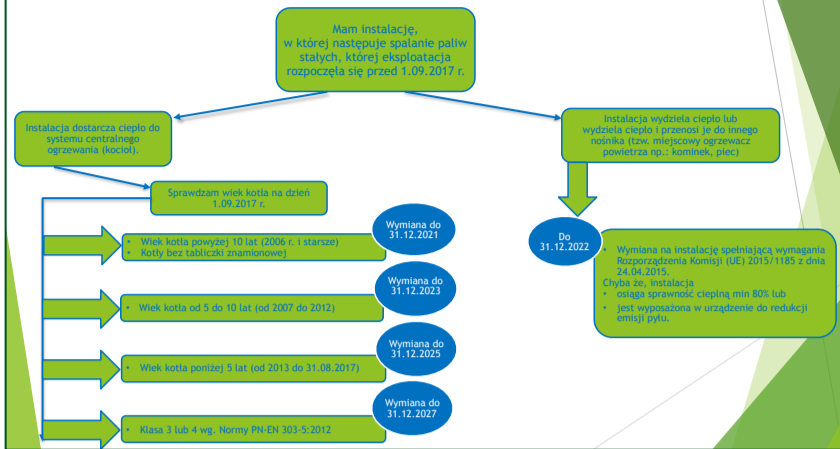 Mam instalację,
w której następuje spalanie paliw
stałych, której eksploatacja
rozpoczęła się przed 1.09.2017 r.
Instalacja dostarcza ciepło do
systemu centralnego
ogrzewania (kocioł).
Instalacja wydziela ciepło lub
wydziela ciepło i przenosi je do innego
nośnika (tzw. miejscowy ogrzewacz
powietrza np.: kominek, piec)
Sprawdzam wiek kotła na dzień
1.09.2017 r.
Wymiana do
31.12.2021
• Wiek kotła powyżej 10 lat (2006 r. i starsze)
• Kotły bez tabliczki znamionowej
Wymiana do
31.12.2023
• Wiek kotła od 5 do 10 lat (od 2007 do 2012)
Wymiana do
31.12.2025
• Wiek kotła poniżej 5 lat (od 2013 do 31.08.2017)
Wymiana do
31.12.2027
• Klasa 3 lub 4 wg. Normy PN-EN 303-5:2012
Do
31.12.2022
• Wymiana na instalację spełniającą wymagania
Rozporządzenia Komisji (UE) 2015/1185 z dnia
24.04.2015.
Chyba że, instalacja
• osiąga sprawność cieplną min 80% lub
• jest wyposażona w urządzenie do redukcji
emisji pyłu.